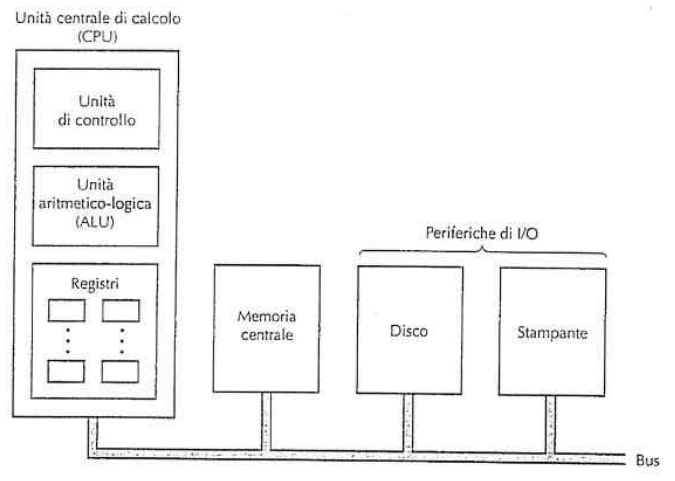 Unità centrale di calcolo
(CPU)
Unità
di controllo
Unità
aritmetico-logica
(ALU)
Registri
Memoria
centrale
Periferiche di I/O
Disco
Stampante
Bus